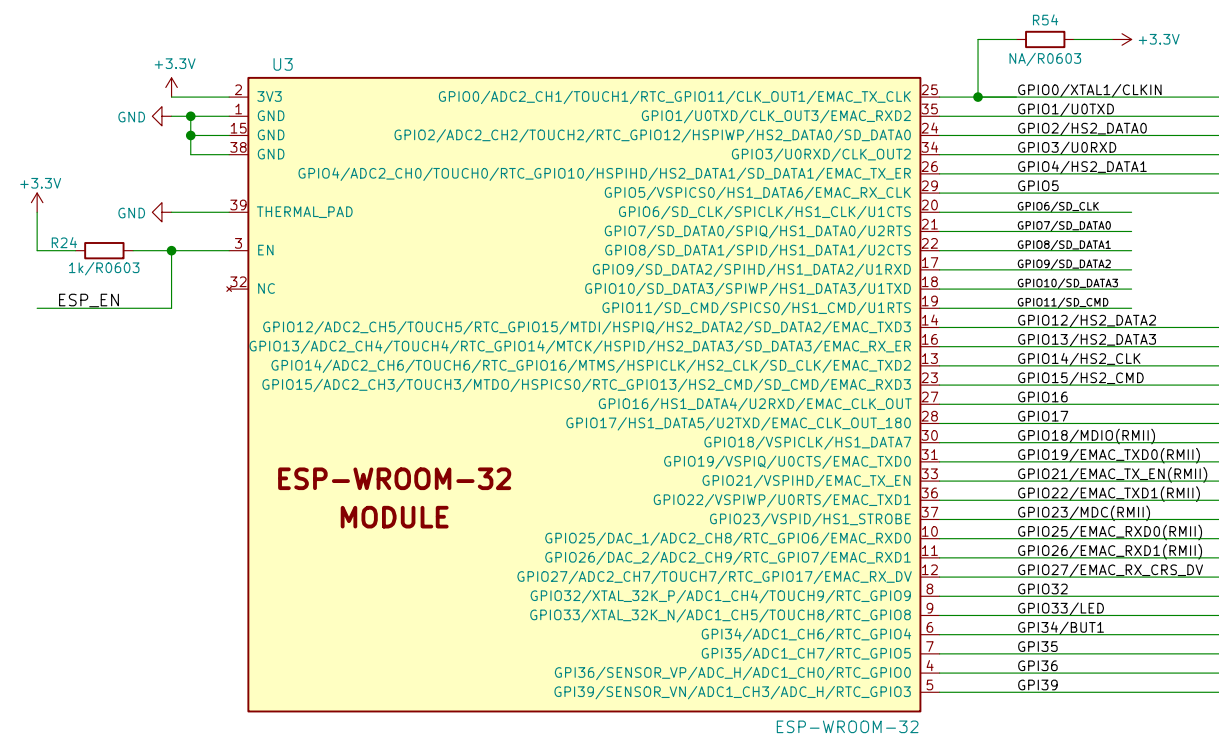 R54
+3.3V
NA/R0603
U3
+3.3V
2 3V3 GPIO0/ADC2_CH1/TOUCH1/RTC_GPIO11/CLK_OUT1/EMAC_TX_CLK 25 GPIO0/XTAL1/CLKIN
GND 1 GND GPIO1/U0TXD/CLK_OUT3/EMAC_RXD2 35 GPIO1/U0TXD
15 GND GPIO2/ADC2_CH2/TOUCH2/RTC_GPIO12/HSPIWP/HS2_DATA0/SD_DATA0 24 GPIO2/HS2_DATA0
38 GND GPIO3/U0RXD/CLK_OUT2 34 GPIO3/U0RXD
GPIO4/ADC2_CH0/TOUCH0/RTC_GPIO10/HSPIHD/HS2_DATA1/SD_DATA1/EMAC_TX_ER 26 GPIO4/HS2_DATA1
+3.3V GPIO5/VSPICS0/HS1_DATA6/EMAC_RX_CLK 29 GPIO5
GND 39 THERMAL_PAD GPIO6/SD_CLK/SPICLK/HS1_CLK/U1CTS 20 GPIO6/SD_CLK
GPIO7/SD_DATA0/SPIQ/HS1_DATA0/U2RTS 21 GPIO7/SD_DATA0
R24 3 EN GPIO8/SD_DATA1/SPID/HS1_DATA1/U2CTS 22 GPIO8/SD_DATA1
1k/R0603 GPIO9/SD_DATA2/SPIHD/HS1_DATA2/U1RXD 17 GPIO9/SD_DATA2
32 NC GPIO10/SD_DATA3/SPIWP/HS1_DATA3/U1TXD 18 GPIO10/SD_DATA3
ESP_EN GPIO11/SD_CMD/SPICS0/HS1_CMD/U1RTS 19 GPIO11/SD_CMD
GPIO12/ADC2_CH5/TOUCH5/RTC_GPIO15/MTDI/HSPIQ/HS2_DATA2/SD_DATA2/EMAC_TXD3 14 GPIO12/HS2_DATA2
GPIO13/ADC2_CH4/TOUCH4/RTC_GPIO14/MTCK/HSPID/HS2_DATA3/SD_DATA3/EMAC_RX_ER 16 GPIO13/HS2_DATA3
GPIO14/ADC2_CH6/TOUCH6/RTC_GPIO16/MTMS/HSPICLK/HS2_CLK/SD_CLK/EMAC_TXD2 13 GPIO14/HS2_CLK
GPIO15/ADC2_CH3/TOUCH3/MTDO/HSPICS0/RTC_GPIO13/HS2_CMD/SD_CMD/EMAC_RXD3 23 GPIO15/HS2_CMD
GPIO16/HS1_DATA4/U2RXD/EMAC_CLK_OUT 27 GPIO16
GPIO17/HS1_DATA5/U2TXD/EMAC_CLK_OUT_180 28 GPIO17
GPIO18/VSPICLK/HS1_DATA7 30 GPIO18/MDIO(RMII)
GPIO19/VSPIQ/U0CTS/EMAC_TXD0 31 GPIO19/EMAC_TXD0(RMII)
GPIO21/VSPIHD/EMAC_TX_EN 33 GPIO21/EMAC_TX_EN(RMII)
GPIO22/VSPIWP/U0RTS/EMAC_TXD1 36 GPIO22/EMAC_TXD1(RMII)
GPIO23/VSPID/HS1_STROBE 37 GPIO23/MDC(RMII)
GPIO25/DAC_1/ADC2_CH8/RTC_GPIO6/EMAC_RXD0 10 GPIO25/EMAC_RXD0(RMII)
GPIO26/DAC_2/ADC2_CH9/RTC_GPIO7/EMAC_RXD1 11 GPIO26/EMAC_RXD1(RMII)
GPIO27/ADC2_CH7/TOUCH7/RTC_GPIO17/EMAC_RX_DV 12 GPIO27/EMAC_RX_CRS_DV
GPIO32/XTAL_32K_P/ADC1_CH4/TOUCH9/RTC_GPIO9 8 GPIO32
GPIO33/XTAL_32K_N/ADC1_CH5/TOUCH8/RTC_GPIO8 9 GPIO33/LED
GPI34/ADC1_CH6/RTC_GPIO4 6 GPI34/BUT1
GPI35/ADC1_CH7/RTC_GPIO5 7 GPI35
GPI36/SENSOR_VP/ADC_H/ADC1_CH0/RTC_GPIO0 4 GPI36
GPI39/SENSOR_VN/ADC1_CH3/ADC_H/RTC_GPIO3 5 GPI39
ESP-WROOM-32
MODULE
ESP-WROOM-32